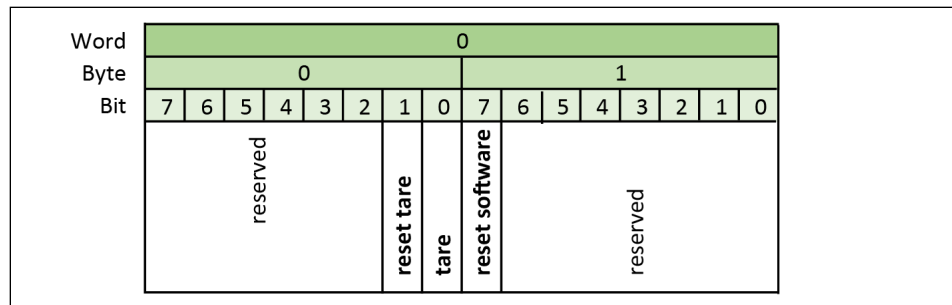 Word 0
Byte 0 1
Bit 7 6 5 4 3 2 1 0 7 6 5 4 3 2 1 0
reserved
reset tare
tare
reset software
reserved